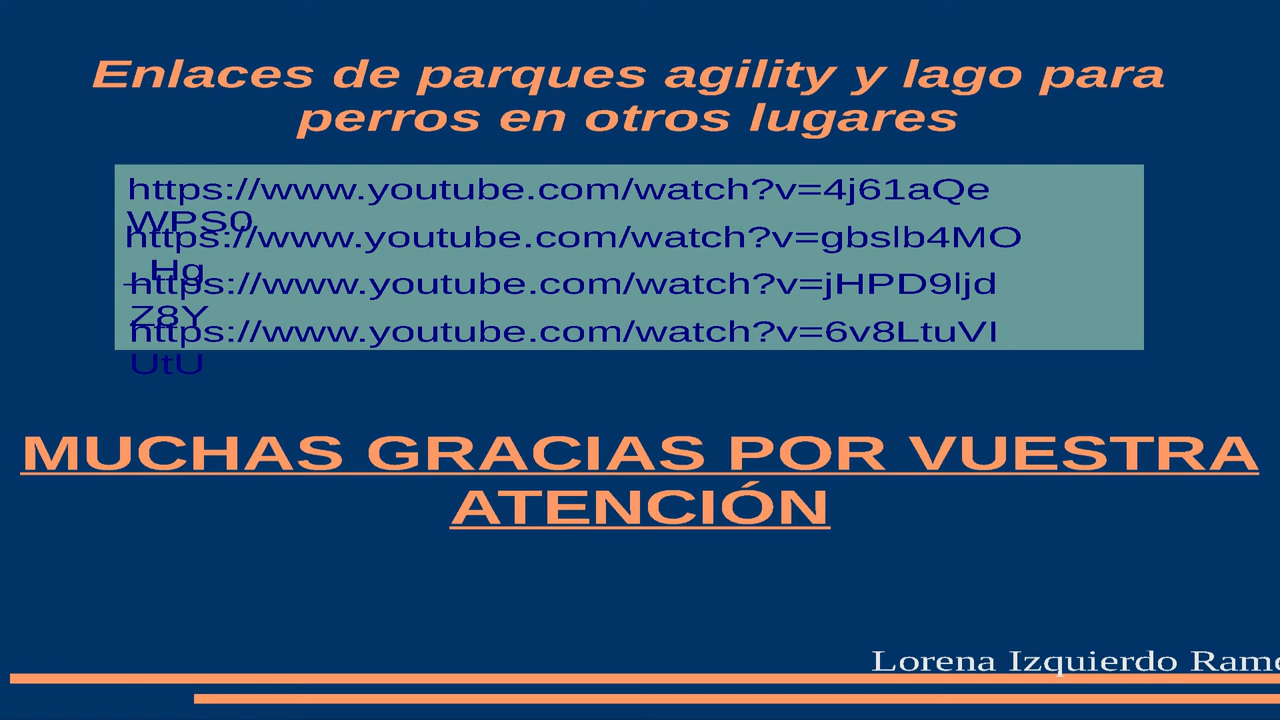 Enlaces de parques agility y lago para
perros en otros lugares
https://www.youtube.com/watch?v=4j61aQe
WPS0
https://www.youtube.com/watch?v=gbslb4MO
_Hg
https://www.youtube.com/watch?v=jHPD9ljd
Z8Y
https://www.youtube.com/watch?v=6v8LtuVI
UtU
MUCHAS GRACIAS POR VUESTRA
ATENCIÓN
Lorena Izquierdo Rame